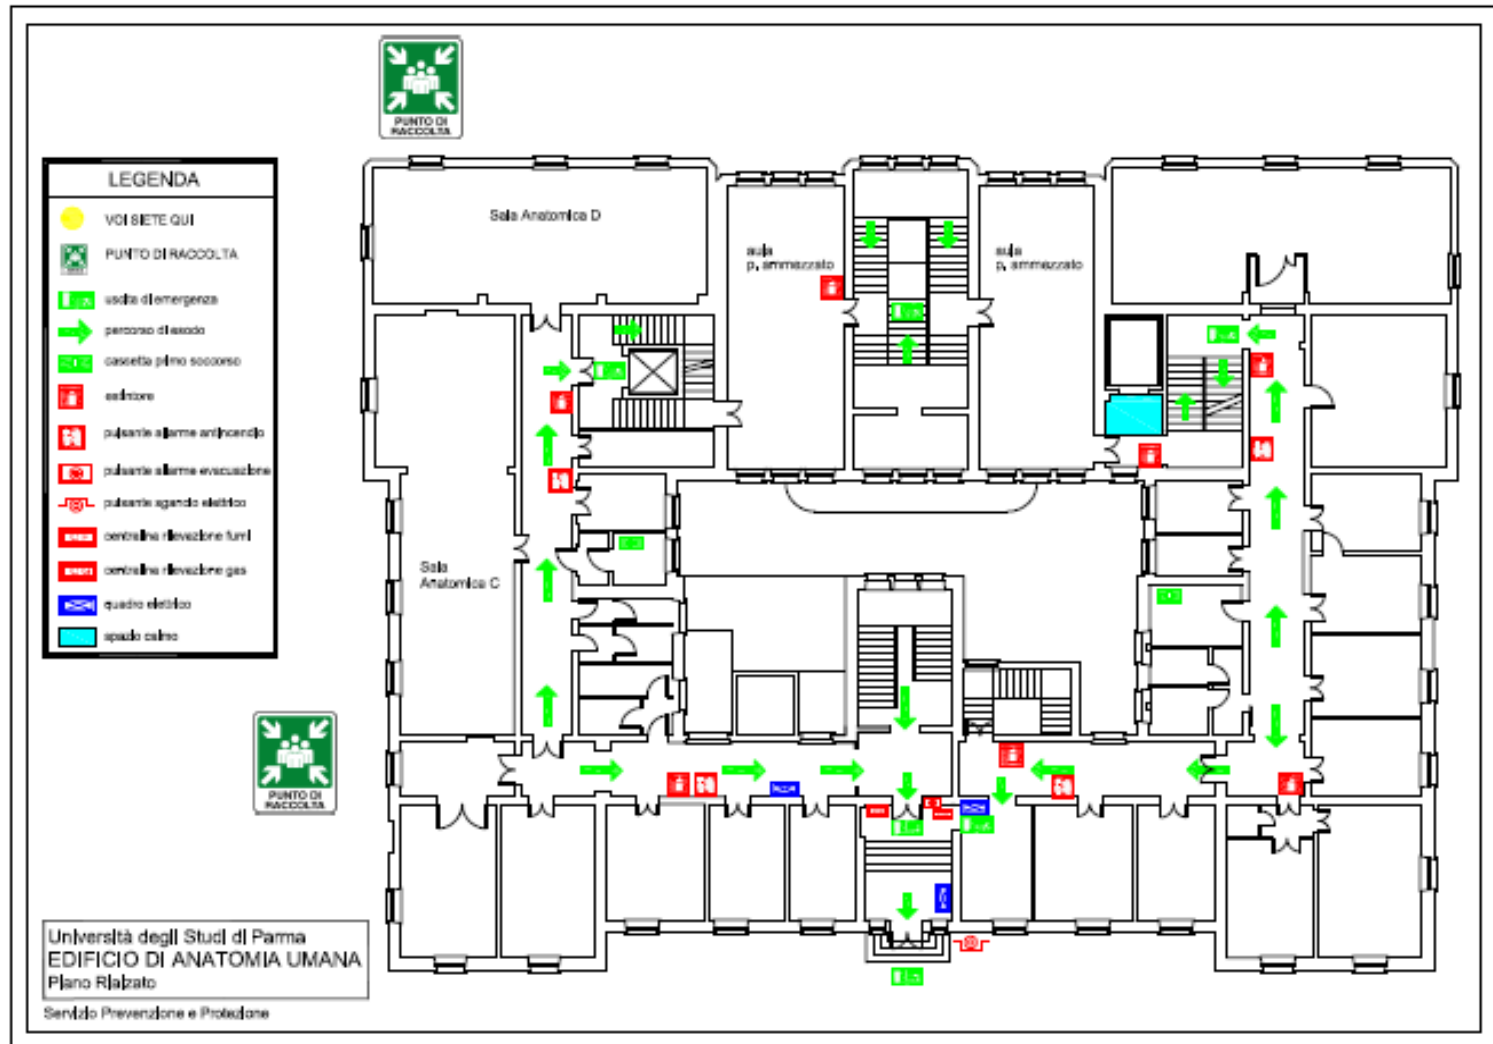 PUNTO DI
RACCOLTA
LEGENDA
VOI SIETE QUI
PUNTO DI RACCOLTA
uscita di emergenza
percorso di esodo
cassetta primo soccorso
estintore
pulsante allarme antincendio
pulsante allarme evacuazione
pulsante sgancio elettrico
centralina rilevazione fumi
centralina rilevazione gas
quadro elettrico
spazio calmo
Sala Anatomica D
aula
p. ammezzato
aula
p. ammezzato
Sala
Anatomica C
PUNTO DI
RACCOLTA
Università degli Studi di Parma
EDIFICIO DI ANATOMIA UMANA
Piano Rialzato
Servizio Prevenzione e Protezione